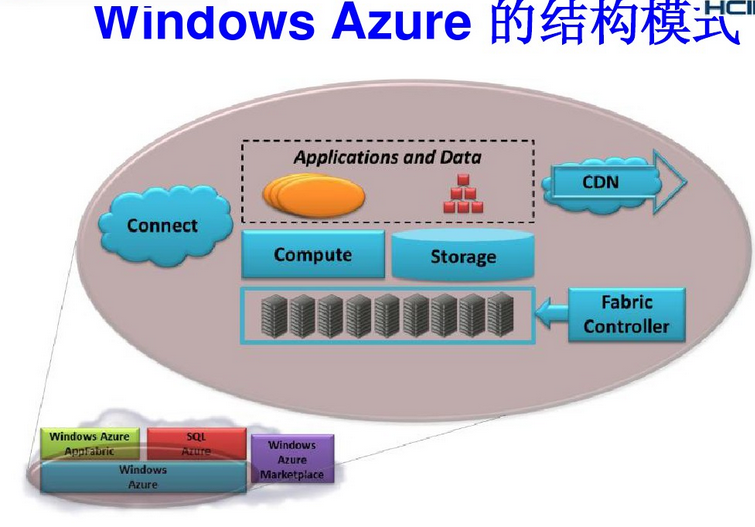 Windows Azure 的结构模式
Applications and Data
CDN
Connect
Compute
Storage
Fabric
Controller
Windows Azure
AppFabric
SQL
Azure
Windows
Azure
Marketplace
Windows
Azure